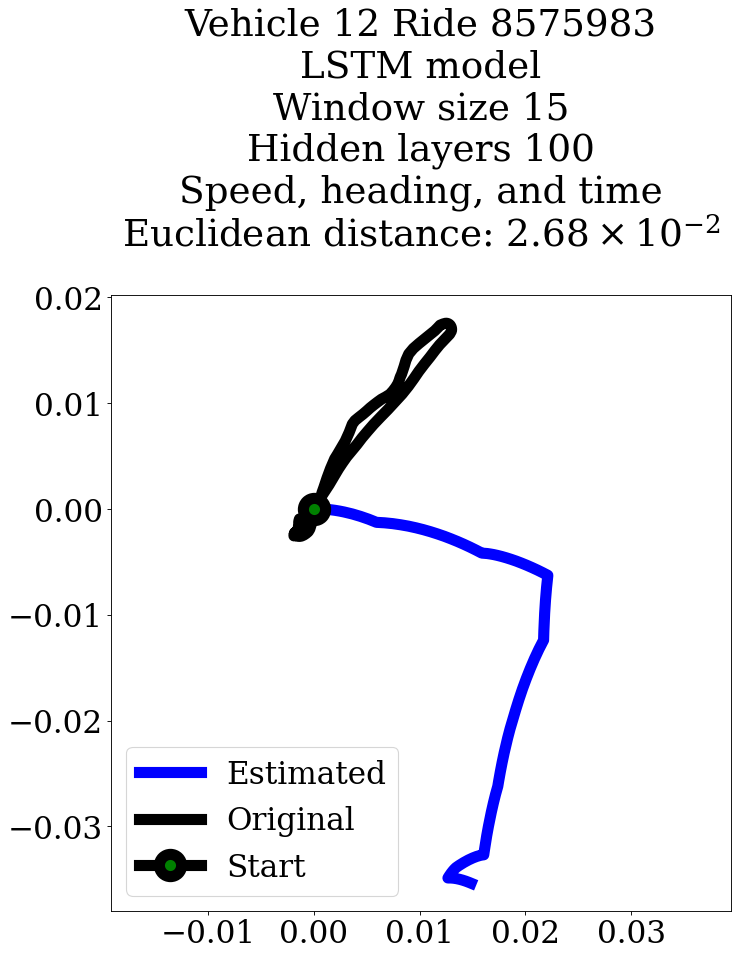 Vehicle 12 Ride 8575983
LSTM model
Window size 15
Hidden layers 100
Speed, heading, and time
Euclidean distance: 2.68 × 10⁻²
0.02
0.01
0.00
−0.01
−0.02
−0.03
Estimated
Original
Start
−0.01 0.00 0.01 0.02 0.03